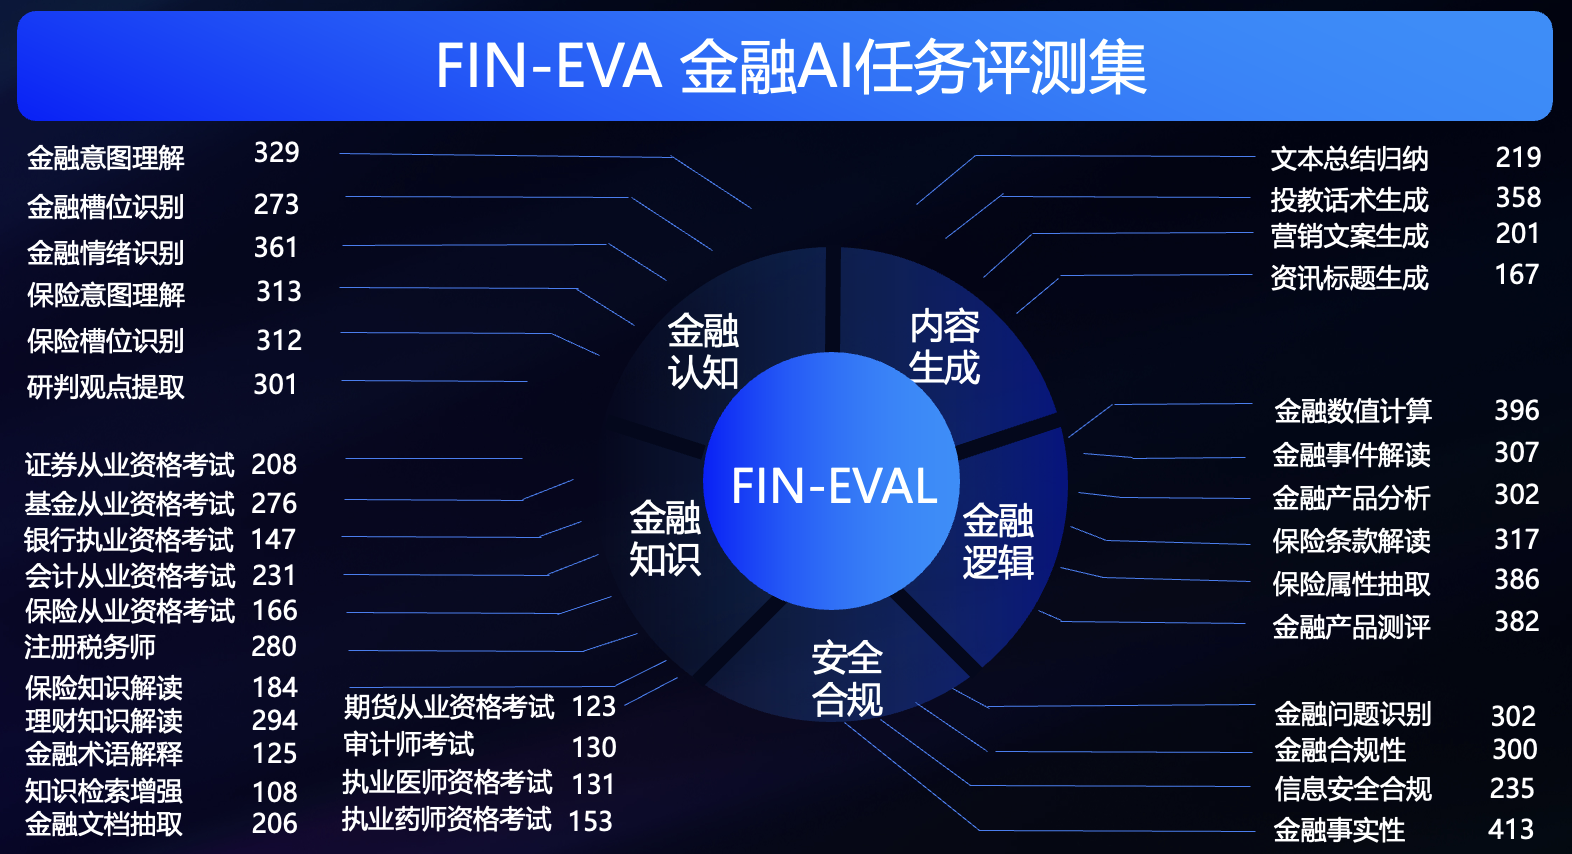 FIN-EVA 金融AI任务评测集
金融意图理解 329
金融槽位识别 273
金融情绪识别 361
保险意图理解 313
保险槽位识别 312
研判观点提取 301
证券从业资格考试 208
基金从业资格考试 276
银行执业资格考试 147
会计从业资格考试 231
保险从业资格考试 166
注册税务师 280
保险知识解读 184
理财知识解读 294
金融术语解释 125
知识检索增强 108
金融文档抽取 206
期货从业资格考试 123
审计师考试 130
执业医师资格考试 131
执业药师资格考试 153
金融
认知
内容
生成
FIN-EVAL
金融
知识
金融
逻辑
安全
合规
文本总结归纳 219
投教话术生成 358
营销文案生成 201
资讯标题生成 167
金融数值计算 396
金融事件解读 307
金融产品分析 302
保险条款解读 317
保险属性抽取 386
金融产品测评 382
金融问题识别 302
金融合规性 300
信息安全合规 235
金融事实性 413